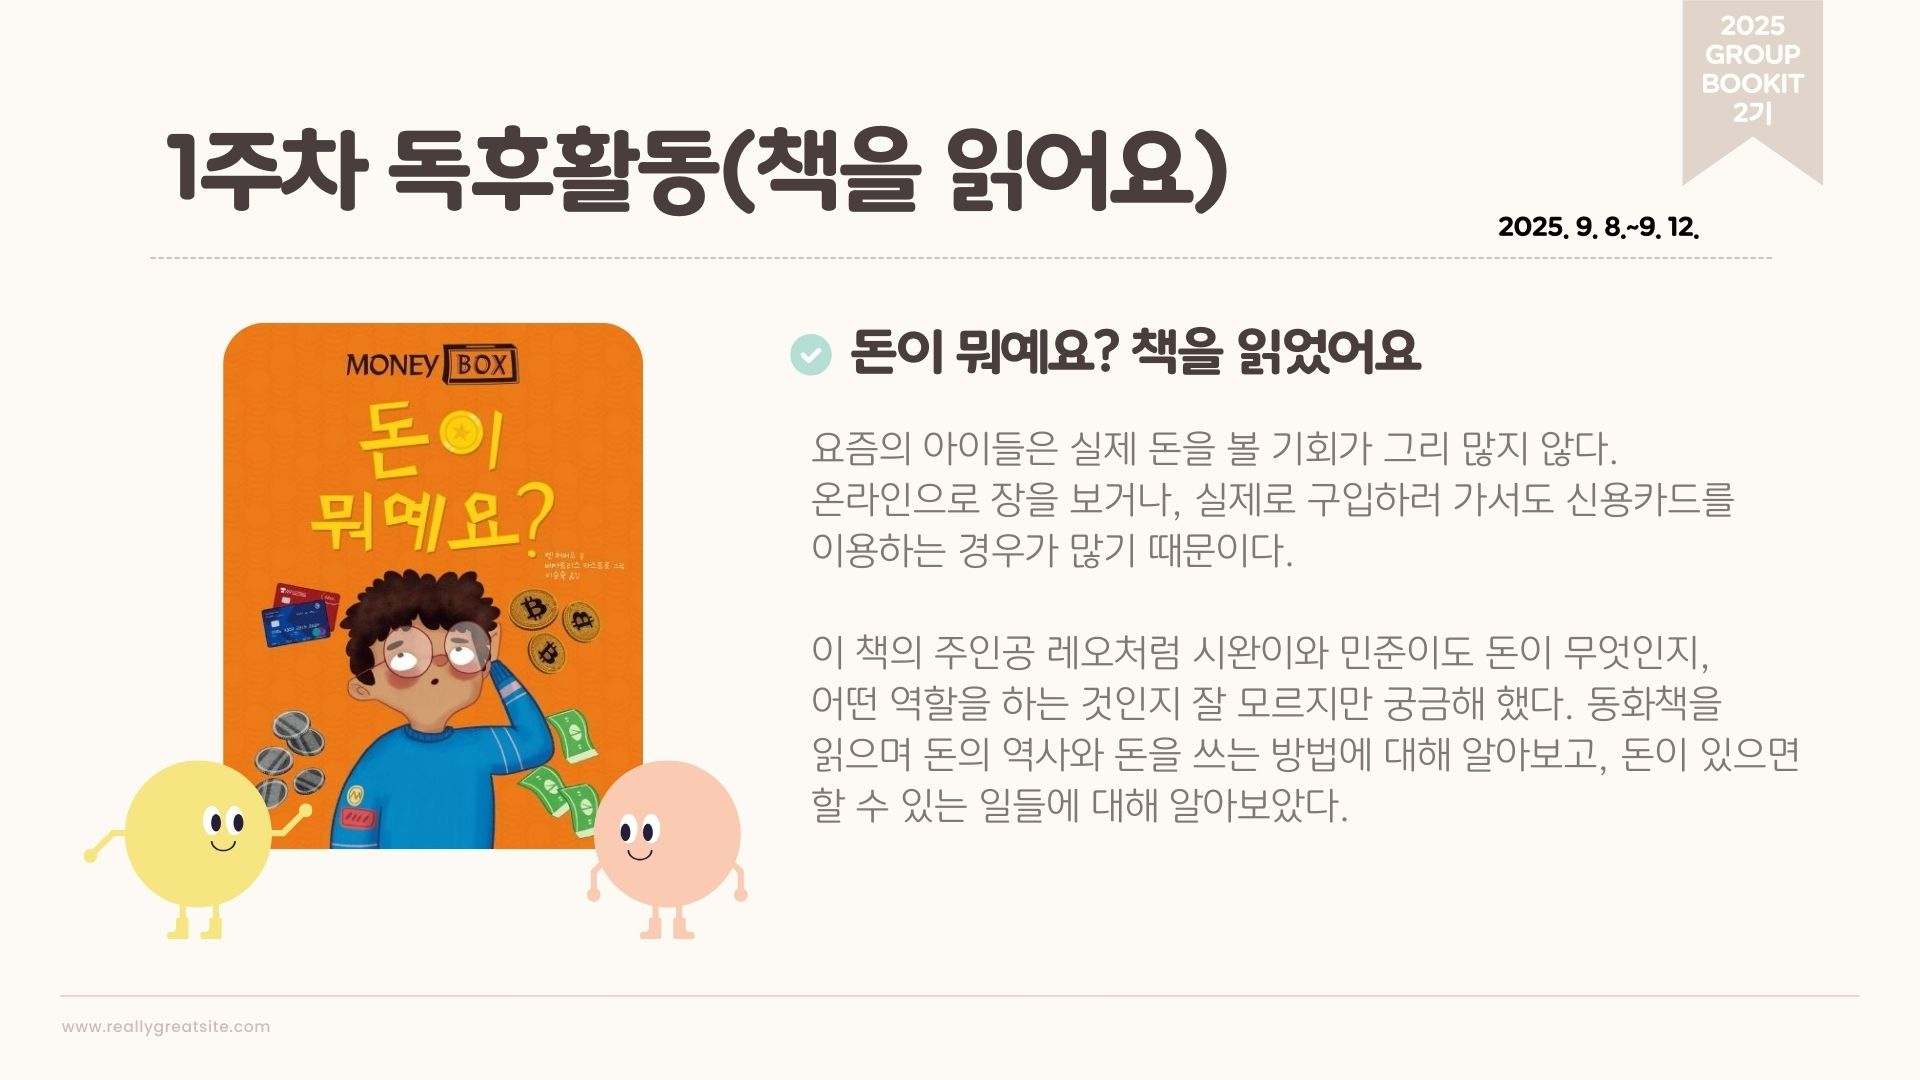 2025
GROUP
BOOKIT
2기
1주차 독후활동(책을 읽어요)
2025. 9. 8.~9. 12.
MONEY BOX
돈이
뭐예요?
이승숙 옮김
돈이 뭐예요? 책을 읽었어요
요즘의 아이들은 실제 돈을 볼 기회가 그리 많지 않다.
온라인으로 장을 보거나, 실제로 구입하러 가서도 신용카드를
이용하는 경우가 많기 때문이다.
이 책의 주인공 레오처럼 시완이와 민준이도 돈이 무엇인지,
어떤 역할을 하는 것인지 잘 모르지만 궁금해 했다. 동화책을
읽으며 돈의 역사와 돈을 쓰는 방법에 대해 알아보고, 돈이 있으면
할 수 있는 일들에 대해 알아보았다.
www.reallygreatsite.com